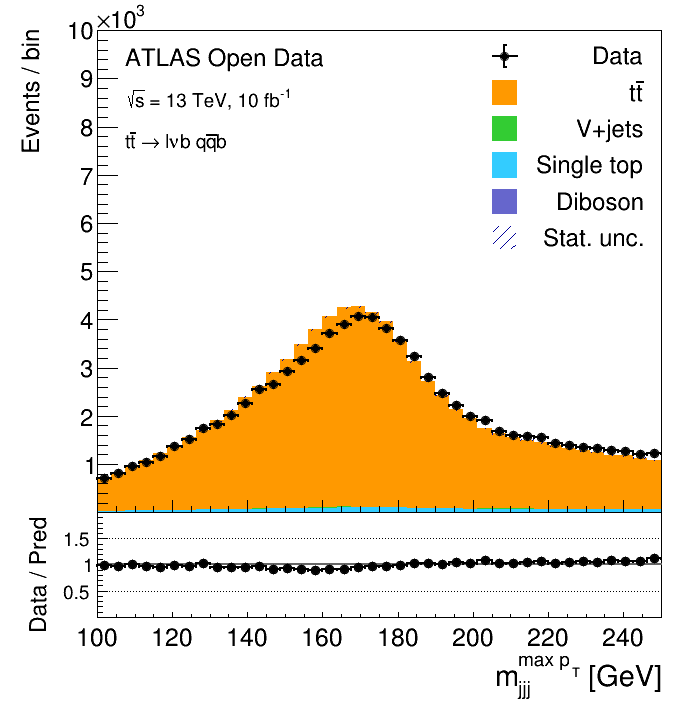 ×10³
10
9
8
7
6
5
4
3
2
1
Events / bin
ATLAS Open Data
√s = 13 TeV, 10 fb⁻¹
tt̅ → lνb qq̅b
Data
tt̅
V+jets
Single top
Diboson
Stat. unc.
Data / Pred
1.5
1
0.5
100 120 140 160 180 200 220 240
m_jjj^max p_T [GeV]